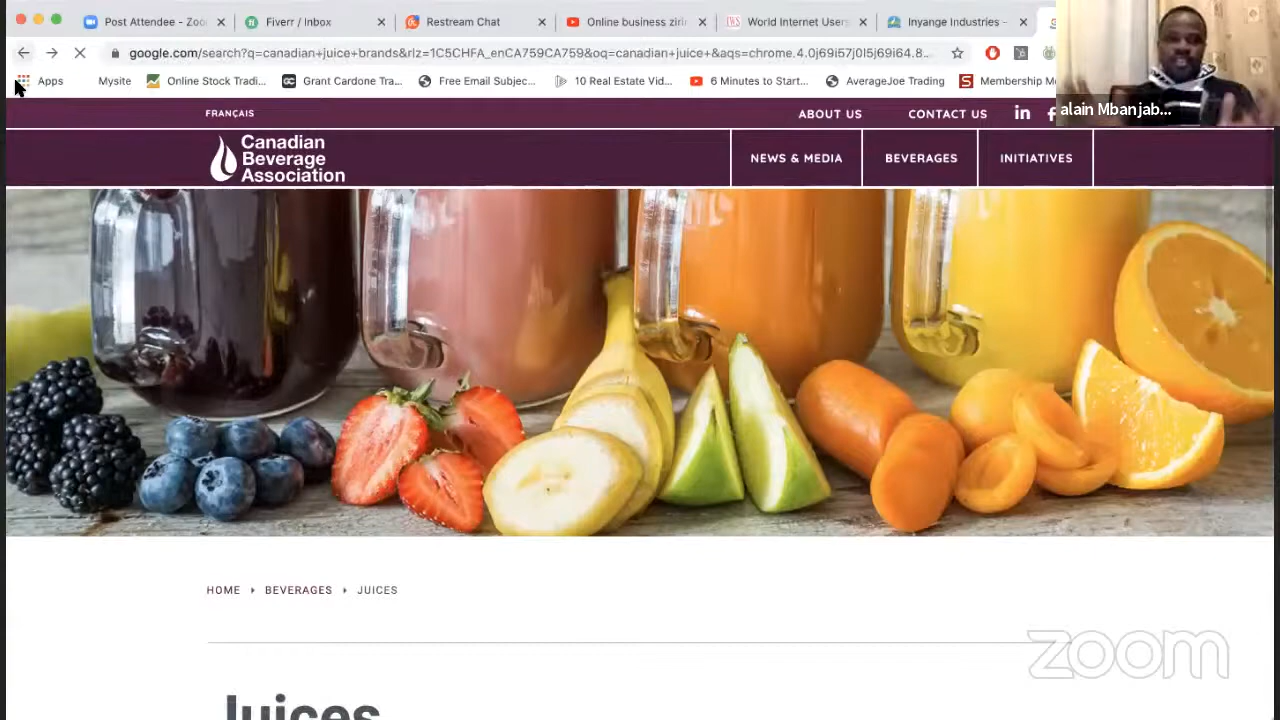 Post Attendee - Zoo
Fiverr / Inbox
Restream Chat
Online business ziri
World Internet Users
Inyange Industries –
google.com/search?q=canadian+juice+brands&rlz=1C5CHFA_enCA759CA759&oq=canadian+juice+&aqs=chrome.4.0j69i57j0l5j69i64.8...
Apps
Mysite
Online Stock Tradi...
Grant Cardone Tra...
Free Email Subjec...
10 Real Estate Vid...
6 Minutes to Start...
AverageJoe Trading
Membership M
alain Mbanjab...
FRANÇAIS
ABOUT US
CONTACT US
in
f
Canadian
Beverage
Association
NEWS & MEDIA
BEVERAGES
INITIATIVES
HOME
BEVERAGES
JUICES
Juices
zoom